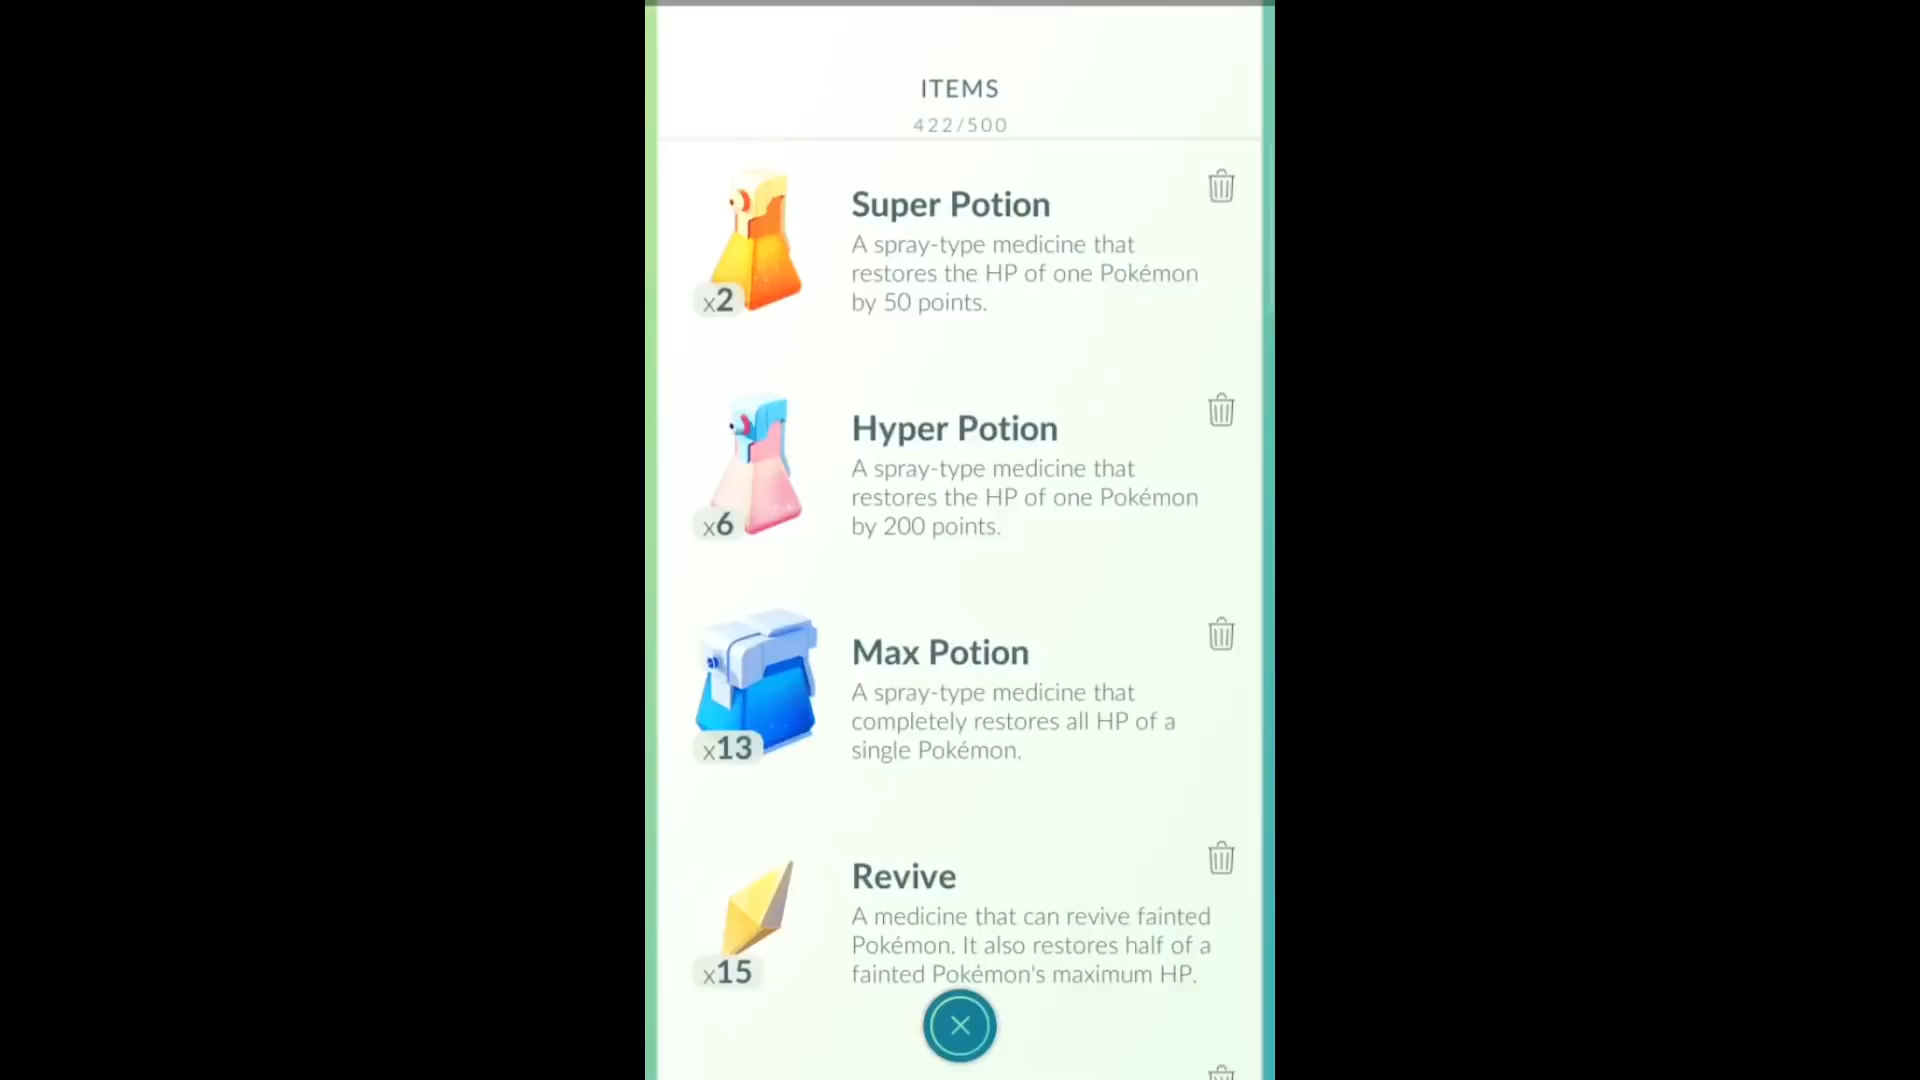 ITEMS
422/500
Super Potion
A spray-type medicine that
restores the HP of one Pokémon
by 50 points.
x2
Hyper Potion
A spray-type medicine that
restores the HP of one Pokémon
by 200 points.
x6
Max Potion
A spray-type medicine that
completely restores all HP of a
single Pokémon.
x13
Revive
A medicine that can revive fainted
Pokémon. It also restores half of a
fainted Pokémon's maximum HP.
x15